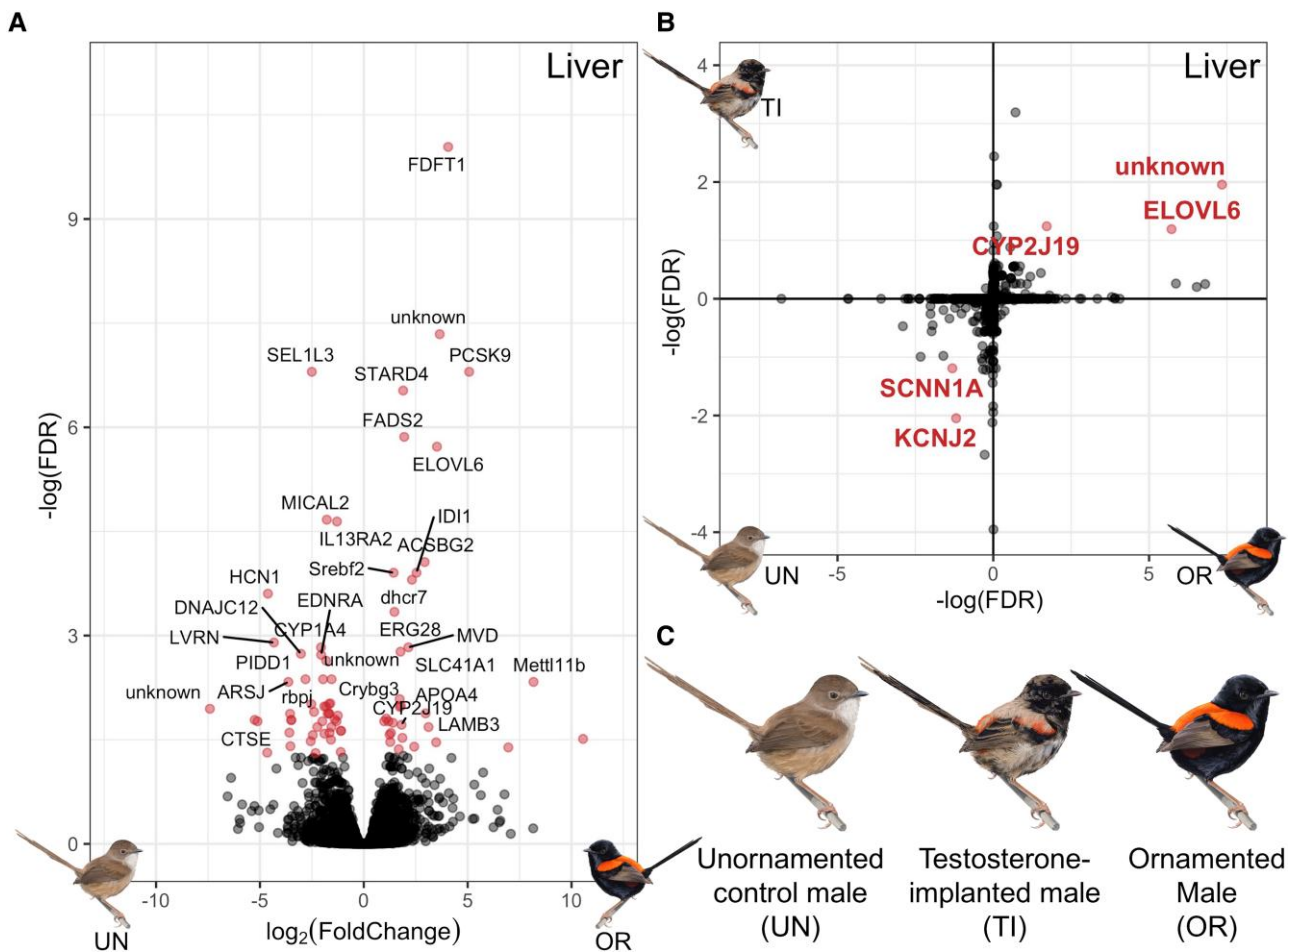 A
Liver
FDFT1
9
unknown
SEL1L3
PCSK9
STARD4
FADS2
6
ELOVL6
MICAL2
IDI1
IL13RA2
ACSBG2
Srebf2
HCN1
dhcr7
DNAJC12
EDNRA
CYP1A4
ERG28
MVD
3
LVRN
PIDD1
unknown
SLC41A1
Mettl11b
unknown
ARSJ
rbpj
Crybg3
APOA4
CYP2J19
CTSE
LAMB3
0
-log(FDR)
-10
-5
0
5
10
UN
log2(FoldChange)
OR
B
Liver
4
TI
2
unknown
ELOVL6
CYP2J19
0
SCNN1A
-2
KCNJ2
-4
-log(FDR)
UN
-5
0
5
OR
-log(FDR)
C
Unornamented
control male
(UN)
Testosterone-
implanted male
(TI)
Ornamented
Male
(OR)